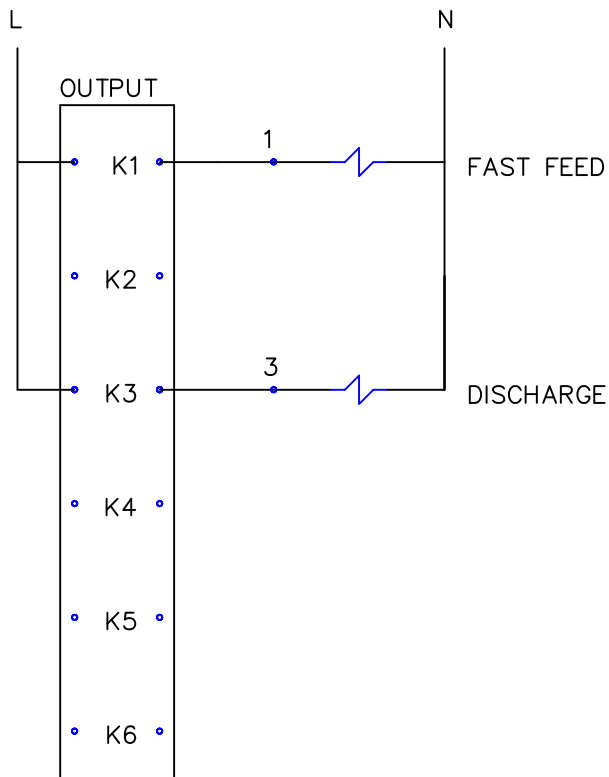 L N
OUTPUT
1
K1 FAST FEED
K2
3
K3 DISCHARGE
K4
K5
K6